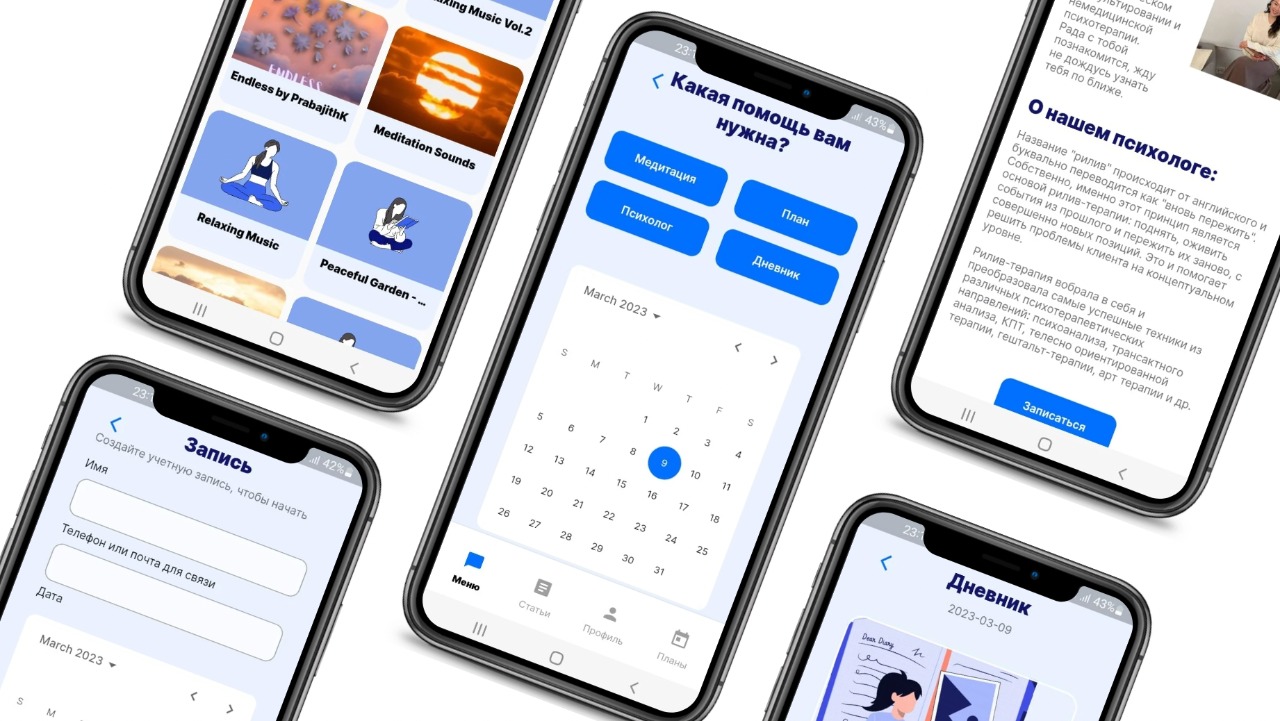 Relaxing Music Vol.2
ENDLESS
Endless by PrabajithK
Meditation Sounds
Relaxing Music
Peaceful Garden - ...
23:
42%
Запись
Создайте учетную запись, чтобы начать
Имя
Телефон или почта для связи
Дата
March 2023
S
M
23:
43%
Какая помощь вам
нужна?
Медитация
План
Психолог
Дневник
March 2023
S M T W T F S
1 2 3 4
5 6 7 8 9 10 11
12 13 14 15 16 17 18
19 20 21 22 23 24 25
26 27 28 29 30 31
Меню
Статьи
Профиль
Планы
и
немедицинской
психотерапии.
Рада с тобой
познакомится, жду
не дождусь узнать
тебя по ближе.
О нашем психологе:
Название "рилив" происходит от английского и
буквально переводится как "вновь пережить".
Собственно, именно этот принцип является
основой рилив-терапии: поднять, оживить
события из прошлого и пережить их заново, с
совершенно новых позиций. Это и помогает
решить проблемы клиента на концептуальном
уровне.
Рилив-терапия вобрала в себя и
преобразовала самые успешные техники из
различных психотерапевтических
направлений: психоанализа, трансактного
анализа, КПТ, телесно ориентированной
терапии, гештальт-терапии, арт терапии и др.
Записаться
23:
43%
Дневник
2023-03-09
Dear Diary